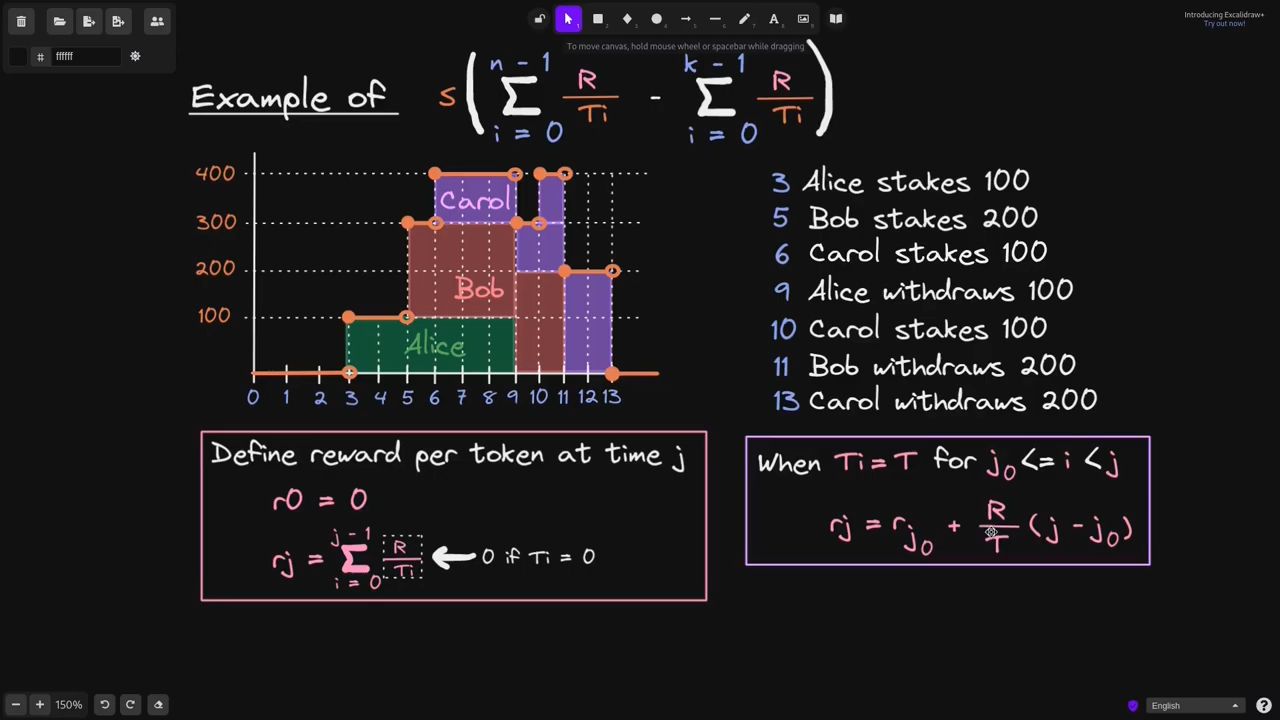 Introducing Excalidraw+
Try out now!
# ffffff
To move canvas, hold mouse wheel or spacebar while dragging
Example of s( n - 1 Σ i = 0 R Ti - k - 1 Σ i = 0 R Ti )
400
300
200
100
Carol
Bob
Alice
0 1 2 3 4 5 6 7 8 9 10 11 12 13
3 Alice stakes 100
5 Bob stakes 200
6 Carol stakes 100
9 Alice withdraws 100
10 Carol stakes 100
11 Bob withdraws 200
13 Carol withdraws 200
Define reward per token at time j
r0 = 0
rj = j - 1 Σ i = 0 R Ti 0 if Ti = 0
When Ti = T for j0 <= i < j
rj = rj0 + R T (j - j0)
150%
English